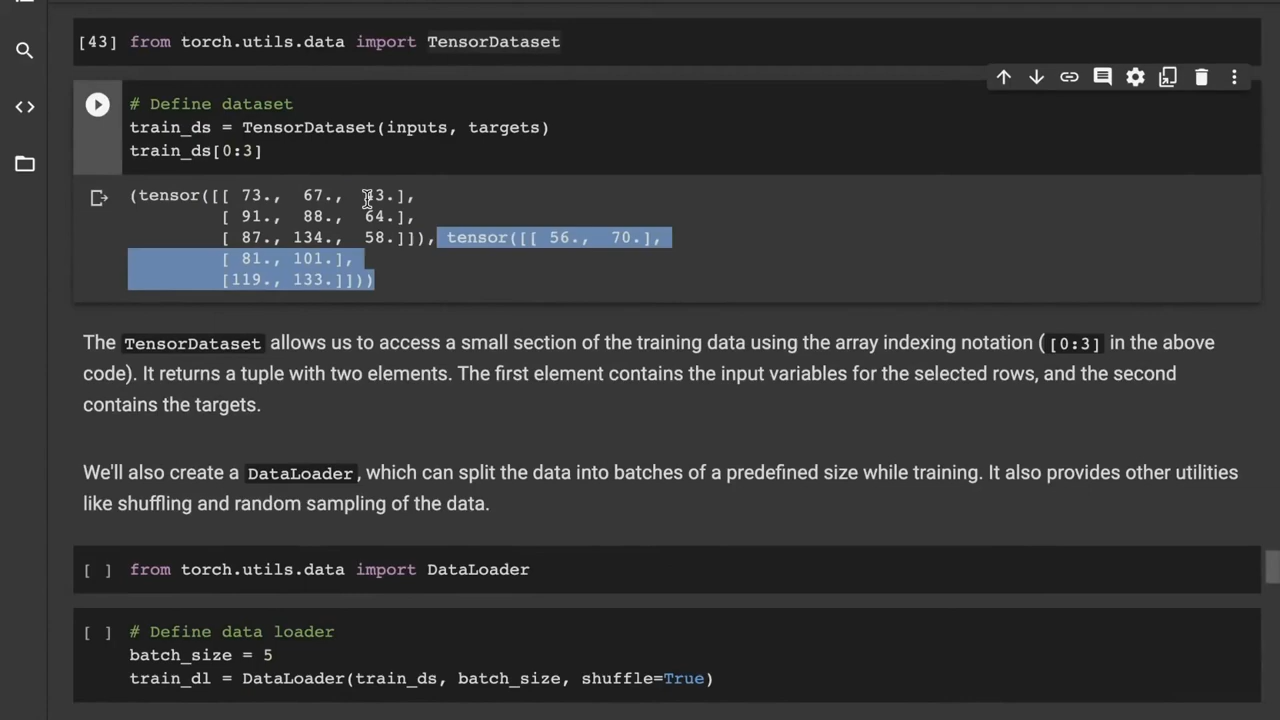 [43] from torch.utils.data import TensorDataset
# Define dataset
train_ds = TensorDataset(inputs, targets)
train_ds[0:3]
(tensor([[ 73., 67., 43.],
[ 91., 88., 64.],
[ 87., 134., 58.]]), tensor([[ 56., 70.],
[ 81., 101.],
[119., 133.]]))
The TensorDataset allows us to access a small section of the training data using the array indexing notation ( [0:3] in the above
code). It returns a tuple with two elements. The first element contains the input variables for the selected rows, and the second
contains the targets.
We'll also create a DataLoader, which can split the data into batches of a predefined size while training. It also provides other utilities
like shuffling and random sampling of the data.
[ ] from torch.utils.data import DataLoader
[ ] # Define data loader
batch_size = 5
train_dl = DataLoader(train_ds, batch_size, shuffle=True)